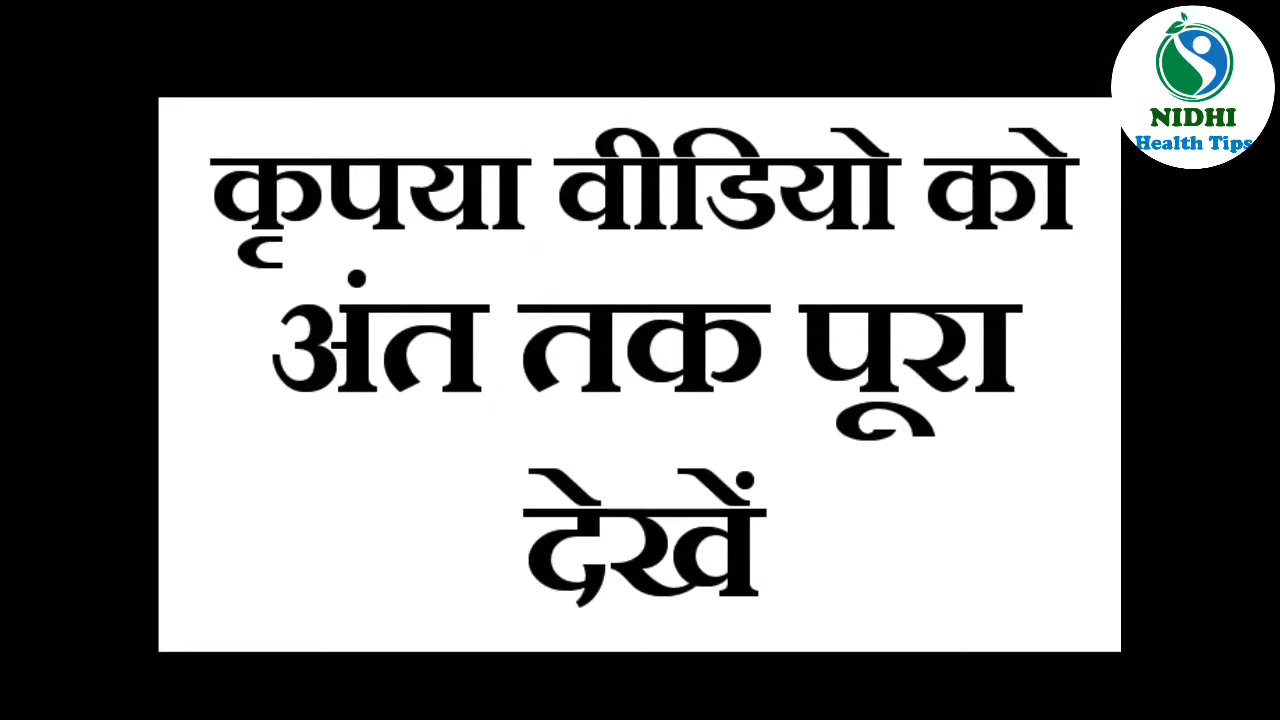 कृपया वीडियो को
अंत तक पूरा
देखें
NIDHI
Health Tips